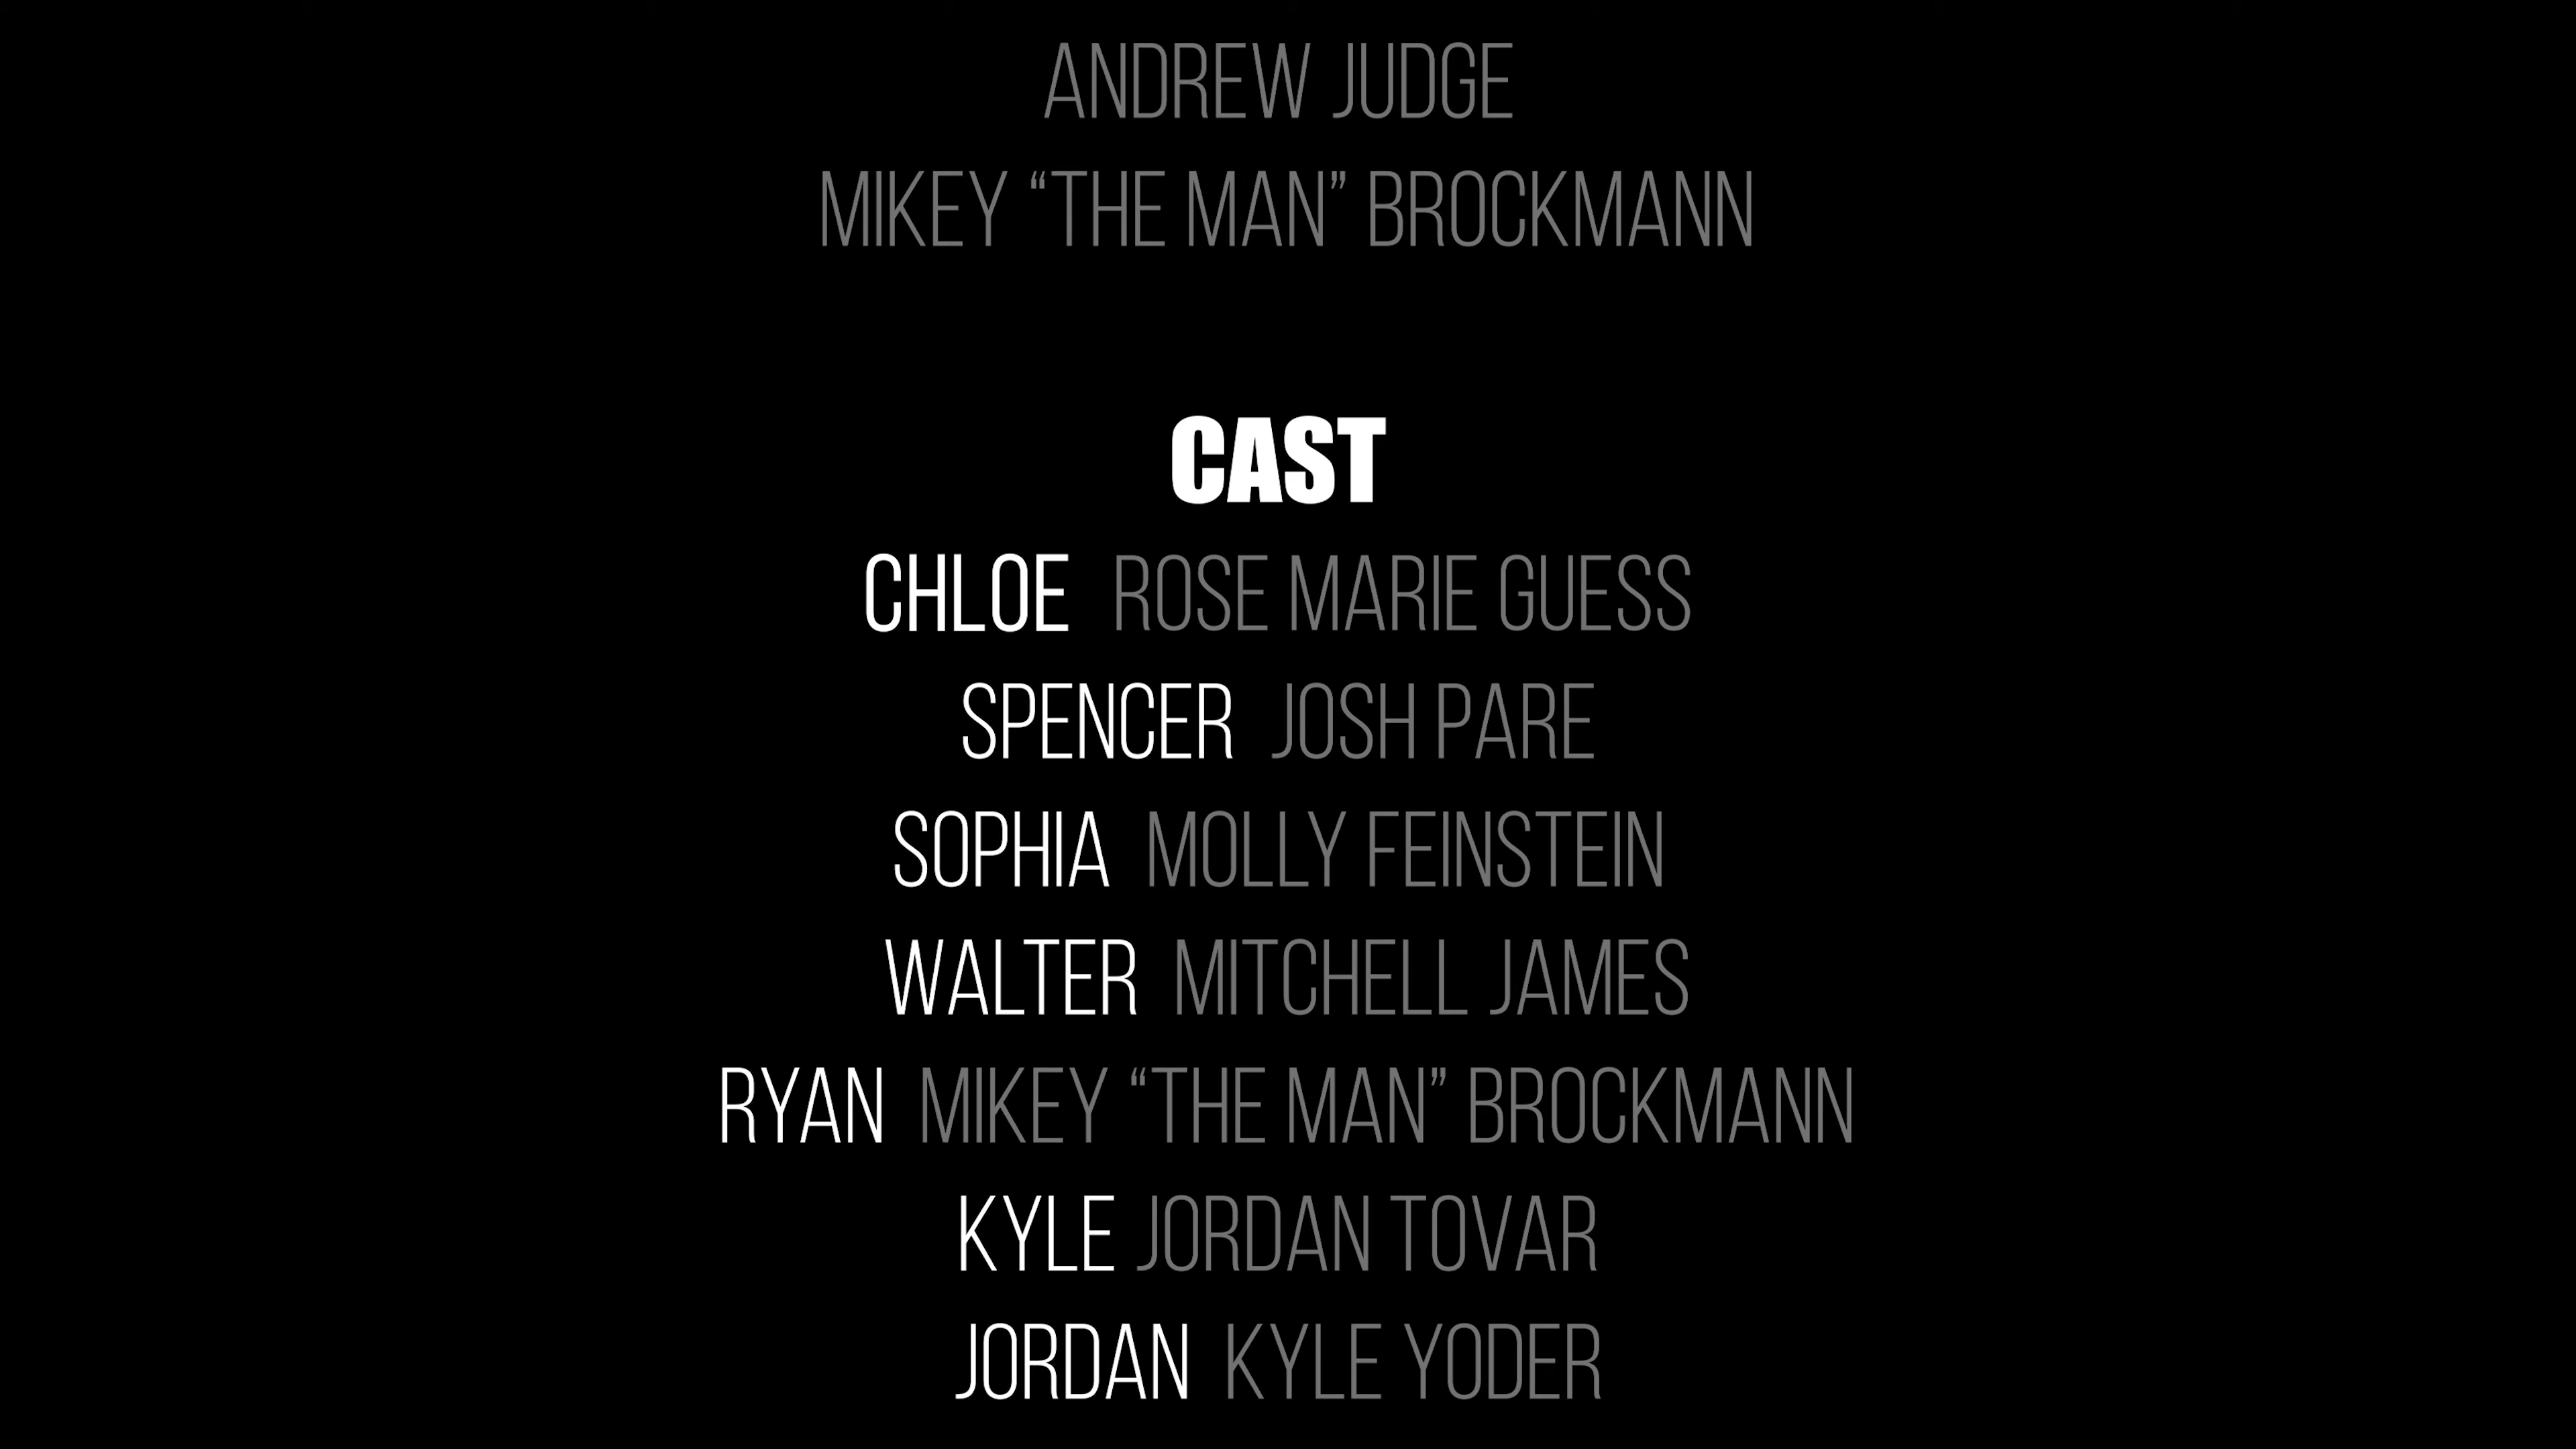 ANDREW JUDGE
MIKEY “THE MAN” BROCKMANN
CAST
CHLOE ROSE MARIE GUESS
SPENCER JOSH PARE
SOPHIA MOLLY FEINSTEIN
WALTER MITCHELL JAMES
RYAN MIKEY “THE MAN” BROCKMANN
KYLE JORDAN TOVAR
JORDAN KYLE YODER